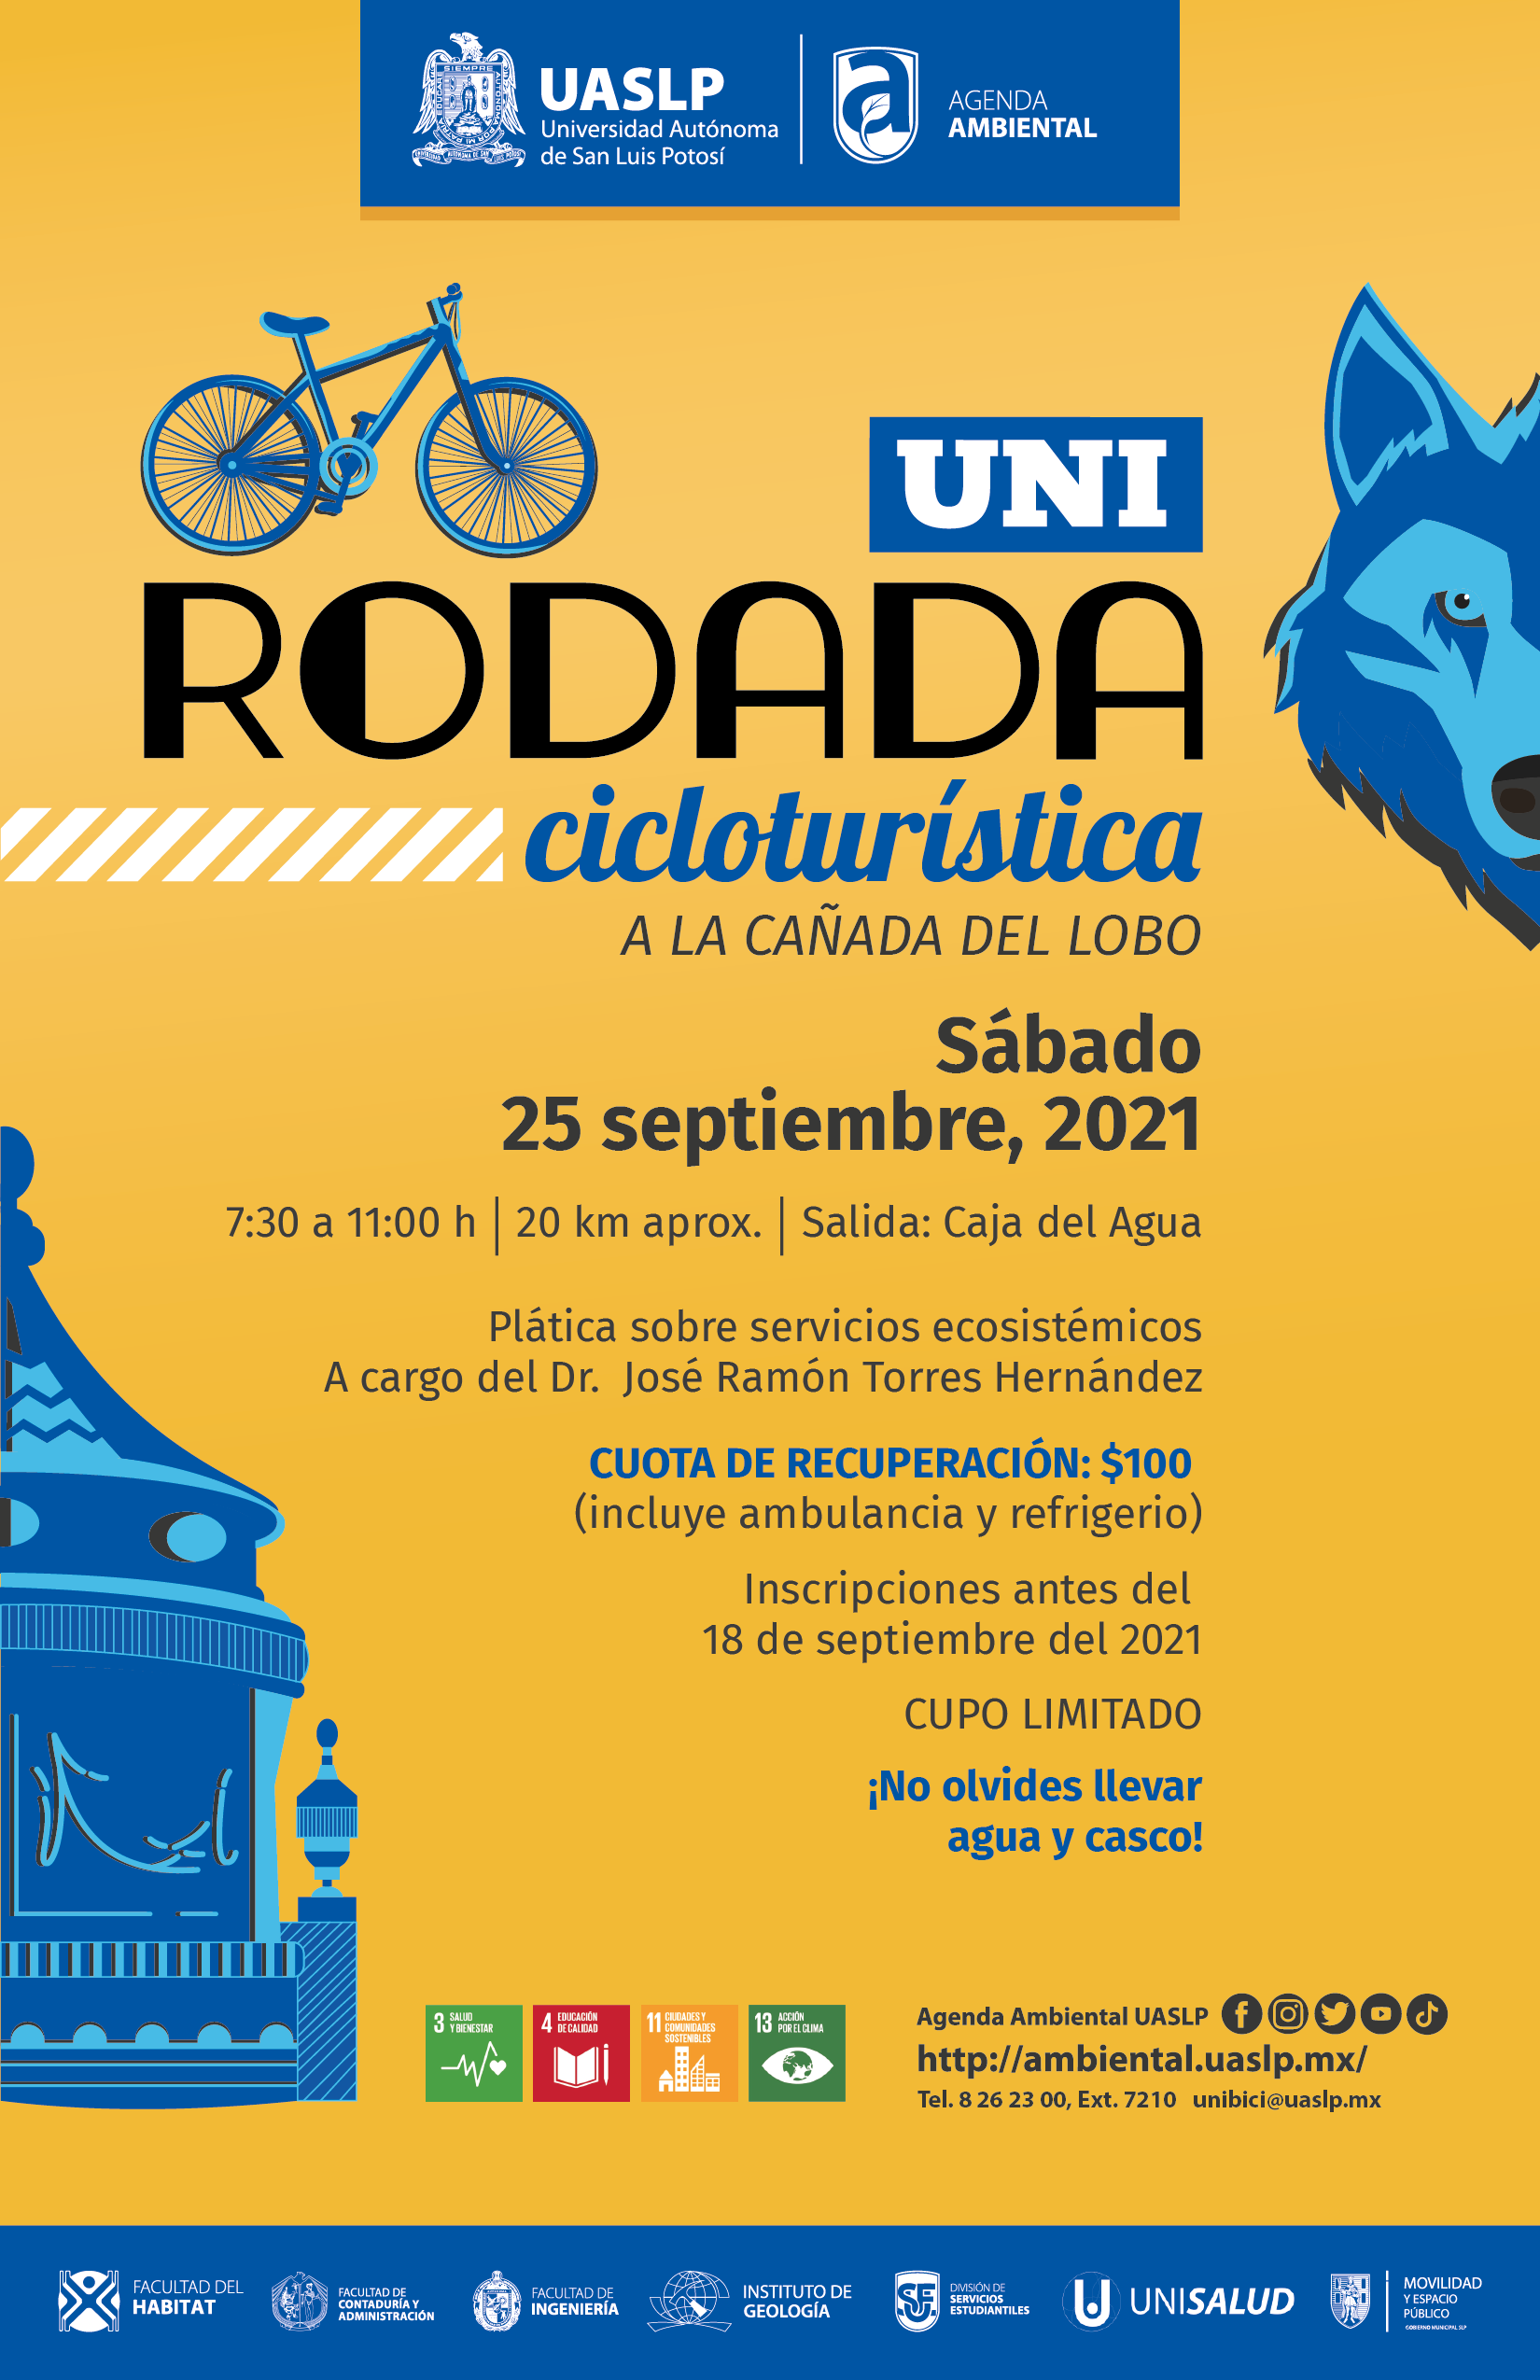 UASLP
Universidad Autónoma
de San Luis Potosí
AGENDA
AMBIENTAL
UNI
RODADA
cicloturística
A LA CAÑADA DEL LOBO
Sábado
25 septiembre, 2021
7:30 a 11:00 h | 20 km aprox. | Salida: Caja del Agua
Plática sobre servicios ecosistémicos
A cargo del Dr. José Ramón Torres Hernández
CUOTA DE RECUPERACIÓN: $100
(incluye ambulancia y refrigerio)
Inscripciones antes del
18 de septiembre del 2021
CUPO LIMITADO
¡No olvides llevar
agua y casco!
3 SALUD
Y BIENESTAR
4 EDUCACIÓN
DE CALIDAD
11 CIUDADES Y
COMUNIDADES
SOSTENIBLES
13 ACCIÓN
POR EL CLIMA
Agenda Ambiental UASLP
http://ambiental.uaslp.mx/
Tel. 8 26 23 00, Ext. 7210 unibici@uaslp.mx
FACULTAD DEL
HABITAT
FACULTAD DE
CONTADURÍA Y
ADMINISTRACIÓN
FACULTAD DE
INGENIERÍA
INSTITUTO DE
GEOLOGÍA
DIVISIÓN DE
SERVICIOS
ESTUDIANTILES
UNISALUD
MOVILIDAD
Y ESPACIO
PÚBLICO
GOBIERNO MUNICIPAL SLP